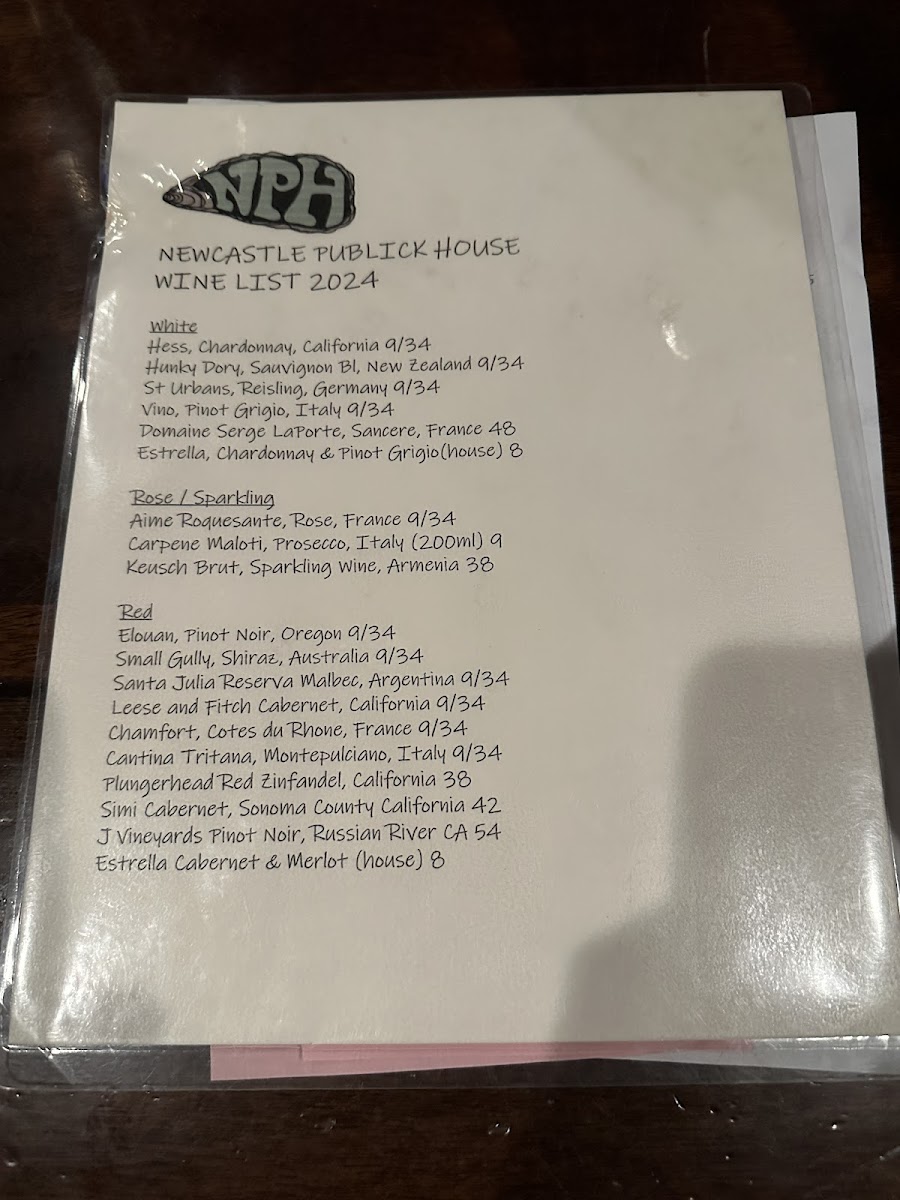 NPH
NEWCASTLE PUBLICK HOUSE
WINE LIST 2024
White
Hess, Chardonnay, California 9/34
Hunky Dory, Sauvignon Bl, New Zealand 9/34
St Urbans, Reisling, Germany 9/34
Vino, Pinot Grigio, Italy 9/34
Domaine Serge LaPorte, Sancere, France 48
Estrella, Chardonnay & Pinot Grigio(house) 8
Rose / Sparkling
Aime Roquesante, Rose, France 9/34
Carpene Maloti, Prosecco, Italy (200ml) 9
Keusch Brut, Sparkling Wine, Armenia 38
Red
Elouan, Pinot Noir, Oregon 9/34
Small Gully, Shiraz, Australia 9/34
Santa Julia Reserva Malbec, Argentina 9/34
Leese and Fitch Cabernet, California 9/34
Chamfort, Cotes du Rhone, France 9/34
Cantina Tritana, Montepulciano, Italy 9/34
Plungerhead Red Zinfandel, California 38
Simi Cabernet, Sonoma County California 42
J Vineyards Pinot Noir, Russian River CA 54
Estrella Cabernet & Merlot (house) 8